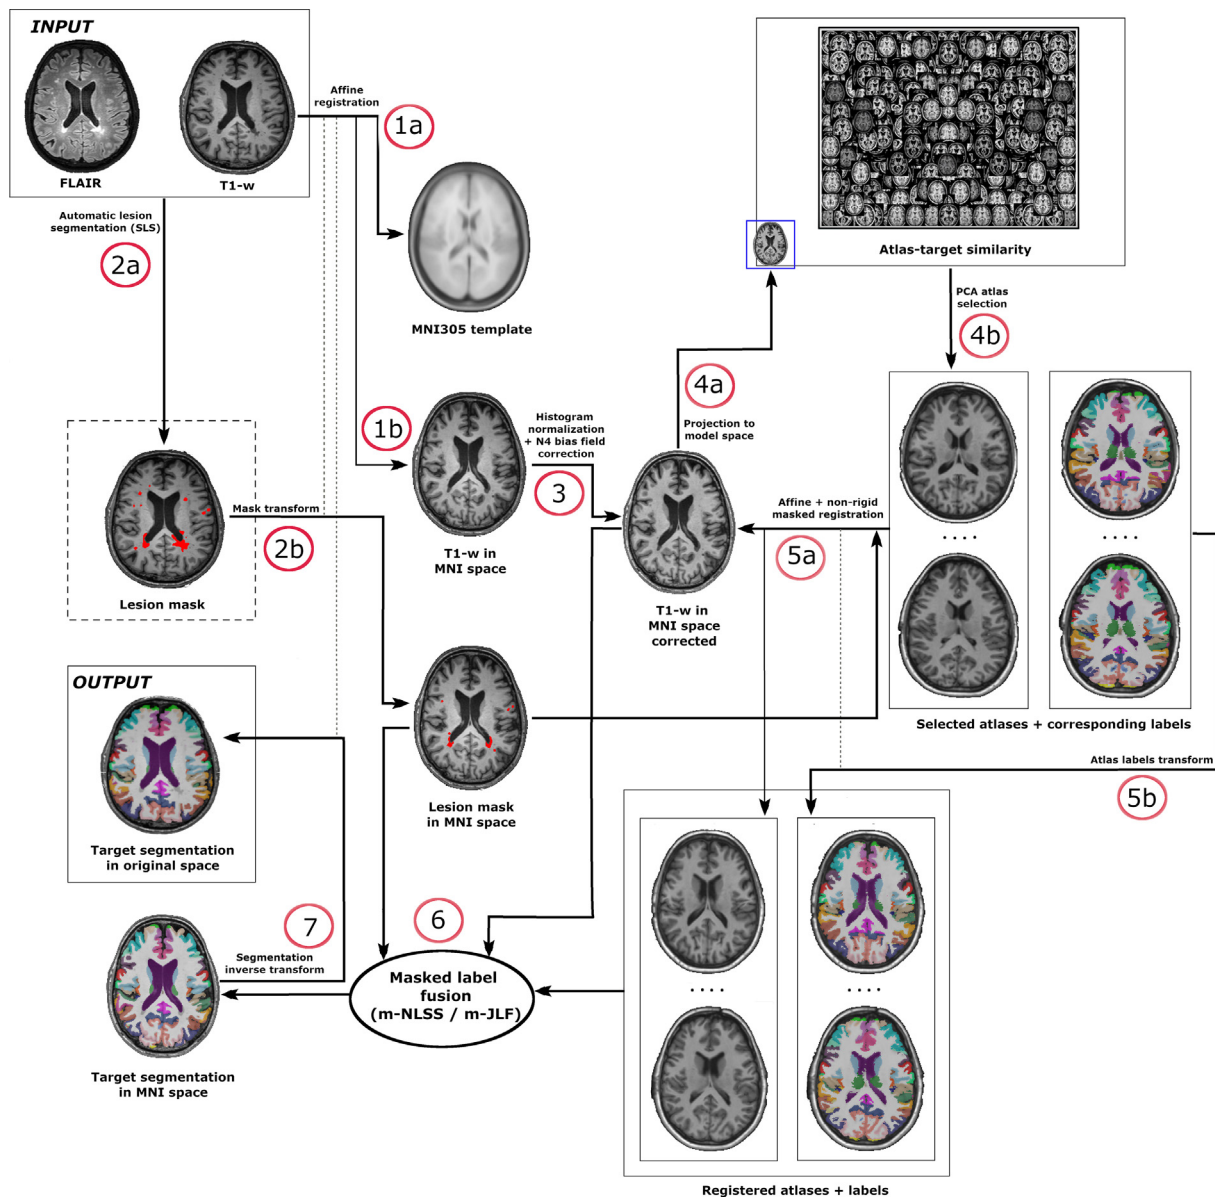 INPUT
FLAIR
T1-w
Affine
registration
1a
MNI305 template
Automatic lesion
segmentation (SLS)
2a
Atlas-target similarity
PCA atlas
selection
4b
4a
Projection to
model space
1b
Histogram
normalization
+ N4 bias field
correction
3
T1-w in
MNI space
Mask transform
2b
Lesion mask
Affine + non-rigid
masked registration
5a
T1-w in
MNI space
corrected
....
....
Selected atlases + corresponding labels
OUTPUT
Target segmentation
in original space
Lesion mask
in MNI space
Atlas labels transform
5b
7
Segmentation
inverse transform
6
Masked label
fusion
(m-NLSS / m-JLF)
....
....
Target segmentation
in MNI space
Registered atlases + labels